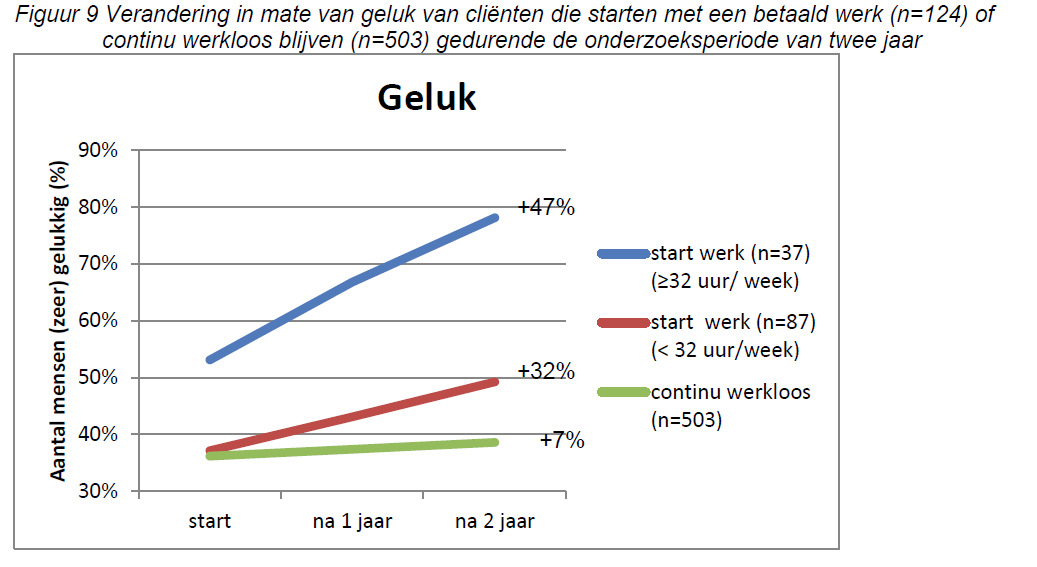 Figuur 9 Verandering in mate van geluk van cliënten die starten met een betaald werk (n=124) of
continu werkloos blijven (n=503) gedurende de onderzoeksperiode van twee jaar
Geluk
Aantal mensen (zeer) gelukkig (%)
90%
80%
70%
60%
50%
40%
30%
start
na 1 jaar
na 2 jaar
+47%
+32%
+7%
start werk (n=37)
(≥32 uur/ week)
start werk (n=87)
(< 32 uur/week)
continu werkloos
(n=503)